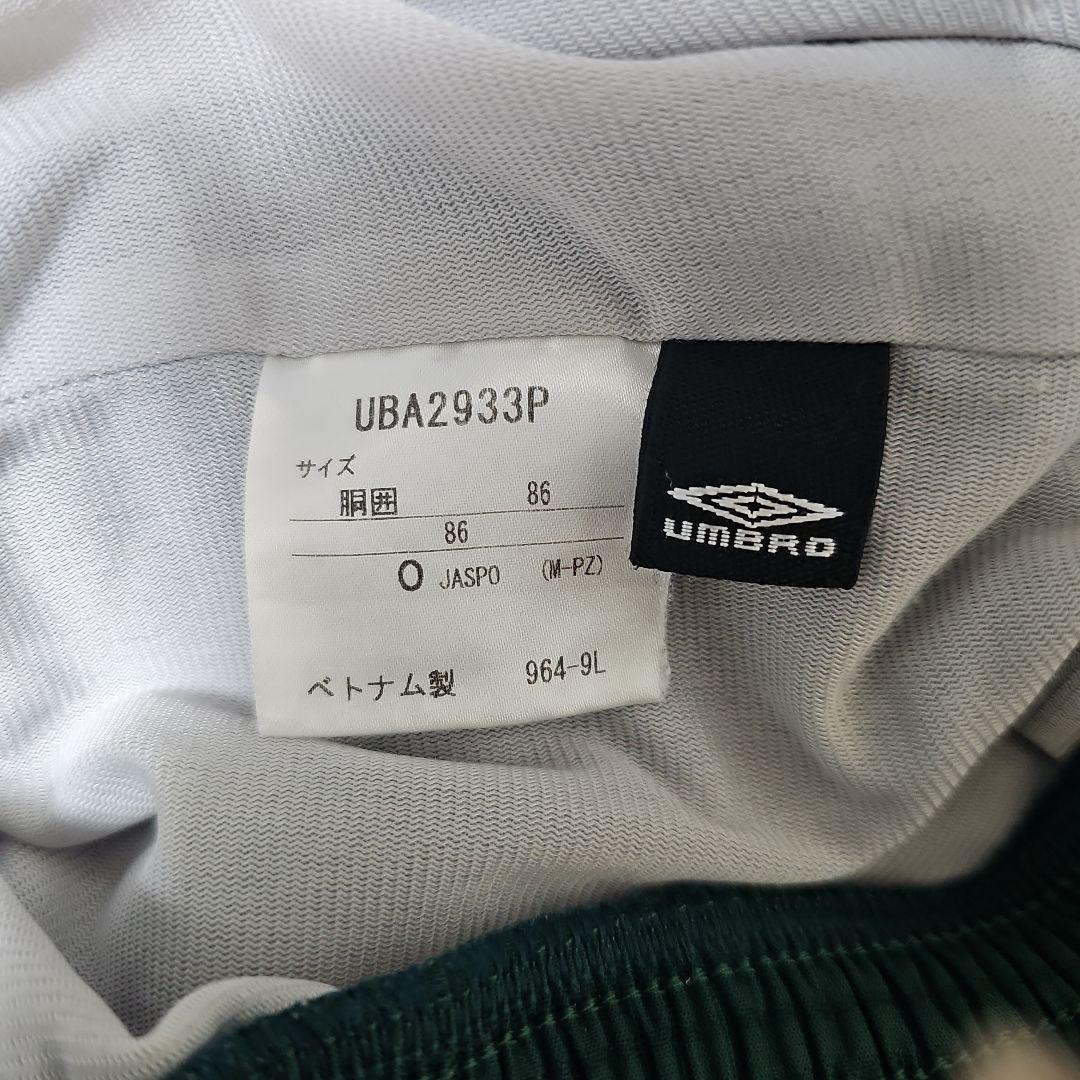 UBA2933P
サイズ
胴囲 86
86
O JASPO (M-PZ)
ベトナム製 964-9L
UMBRO